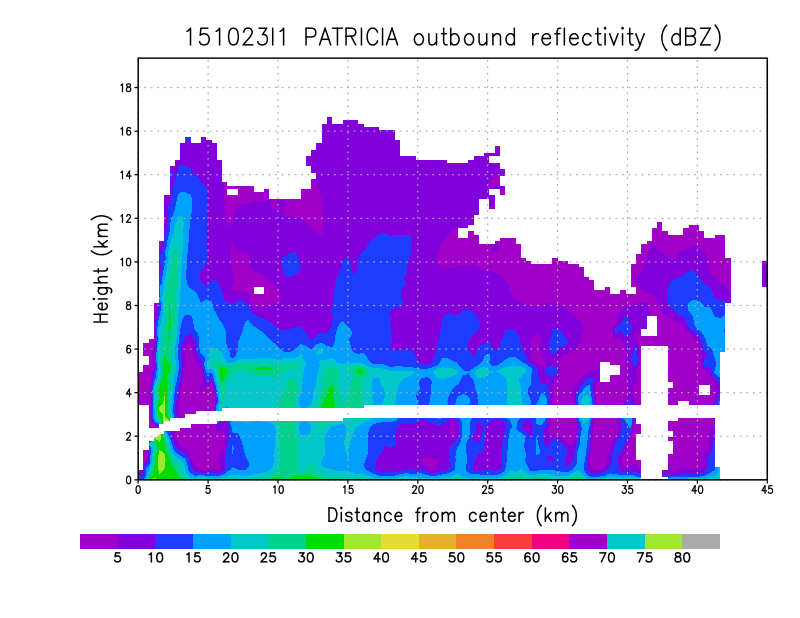 151023I1 PATRICIA outbound reflectivity (dBZ)
18
16
14
12
10
8
6
4
2
0
Height (km)
0 5 10 15 20 25 30 35 40 45
Distance from center (km)
5 10 15 20 25 30 35 40 45 50 55 60 65 70 75 80